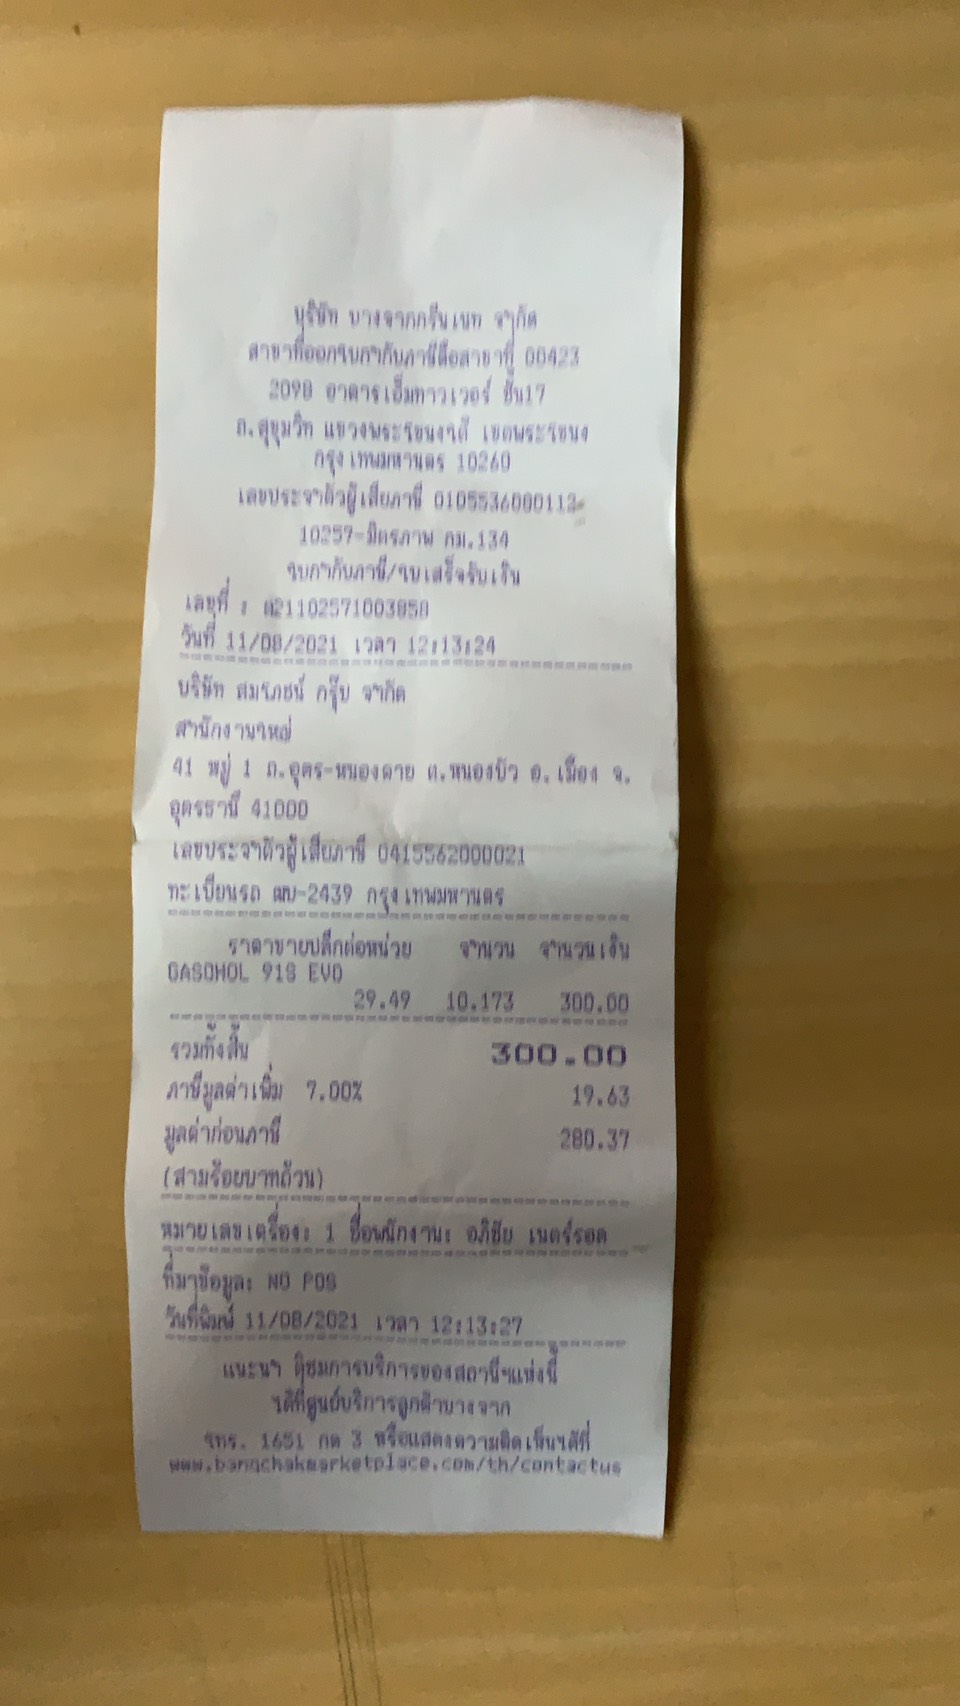 บริษัท บางจากกรีนเนท จำกัด
สาขาที่ออกใบกำกับภาษีคือสาขาที่ 00423
2098 อาคารเอ็มทาวเวอร์ ชั้น17
ถ.สุขุมวิท แขวงพระโขนงใต้ เขตพระโขนง
กรุงเทพมหานคร 10260
เลขประจำตัวผู้เสียภาษี 0105536000112
10257-มิตรภาพ กม.134
ใบกำกับภาษี/ใบเสร็จรับเงิน
เลขที่ : 021102571003858
วันที่ 11/08/2021 เวลา 12:13:24
บริษัท สมโภชน์ กรุ๊ป จำกัด
สำนักงานใหญ่
41 หมู่ 1 ถ.อุดร-หนองคาย ต.หนองบัว อ.เมือง จ.
อุดรธานี 41000
เลขประจำตัวผู้เสียภาษี 0415562000021
ทะเบียนรถ ฒบ-2439 กรุงเทพมหานคร
ราคาขายปลีกต่อหน่วย จำนวน จำนวนเงิน
GASOHOL 91S EVO
29.49 10.173 300.00
รวมทั้งสิ้น 300.00
ภาษีมูลค่าเพิ่ม 7.00% 19.63
มูลค่าก่อนภาษี 280.37
(สามร้อยบาทถ้วน)
หมายเลขเครื่อง: 1 ชื่อพนักงาน: อภิชัย เนตร์รอด
ที่มาข้อมูล: NO POS
วันที่พิมพ์ 11/08/2021 เวลา 12:13:27
แนะนำ ติชมการบริการของสถานีฯแห่งนี้
ได้ที่ศูนย์บริการลูกค้าบางจาก
โทร. 1651 กด 3 หรือแสดงความคิดเห็นได้ที่
www.bangchakmarketplace.com/th/contactus